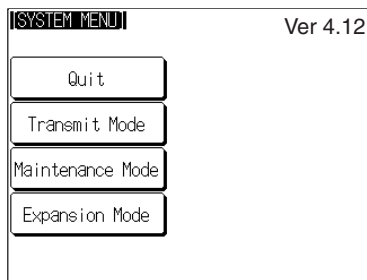 [SYSTEM MENU]
Ver 4.12
Quit
Transmit Mode
Maintenance Mode
Expansion Mode